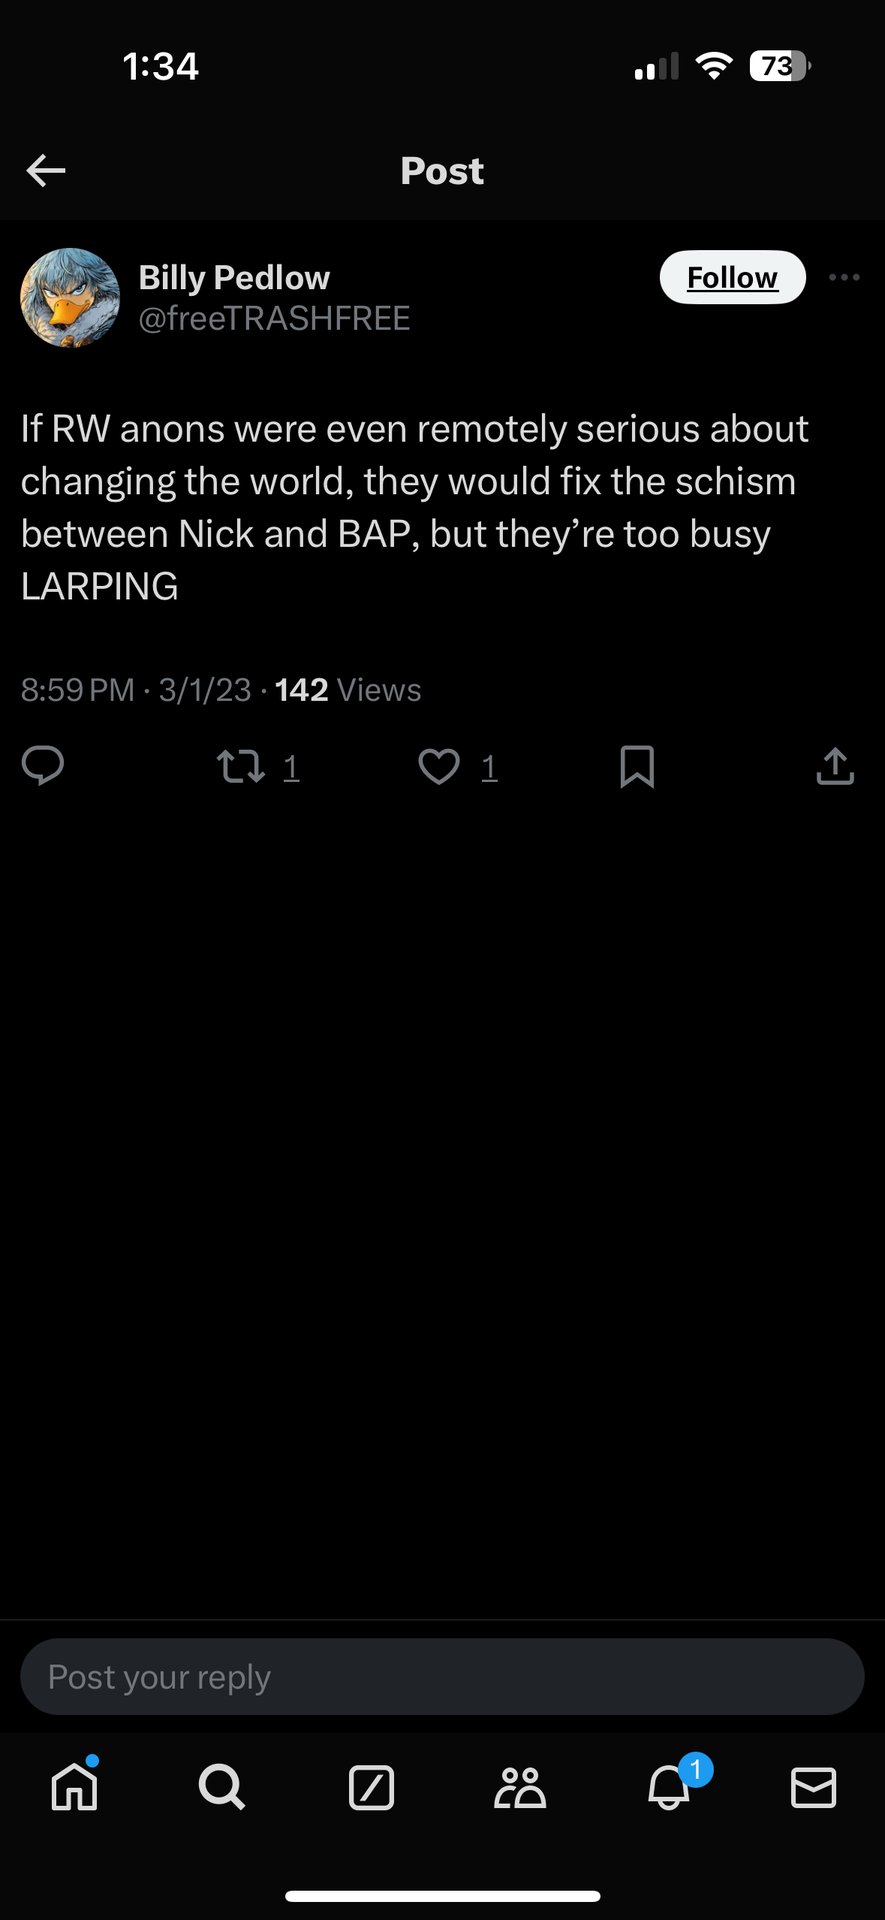 1:34
73
Post
Billy Pedlow
Follow
@freeTRASHFREE
If RW anons were even remotely serious about
changing the world, they would fix the schism
between Nick and BAP, but they’re too busy
LARPING
8:59 PM · 3/1/23 · 142 Views
1 1
Post your reply
1